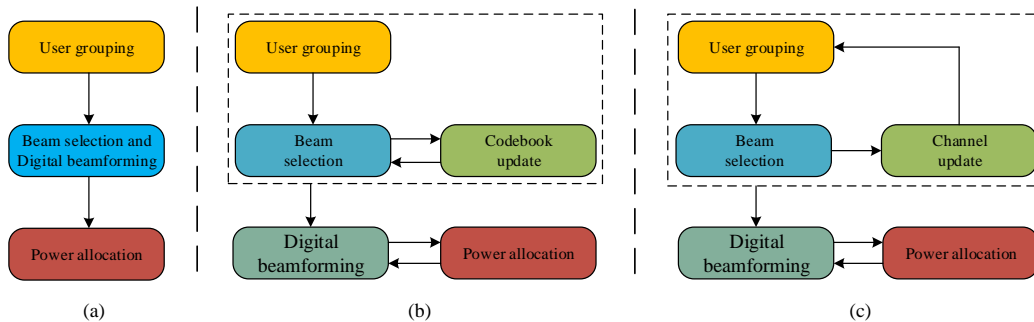 User grouping
Beam selection and
Digital beamforming
Power allocation
(a)
User grouping
Beam
selection
Codebook
update
Digital
beamforming
Power allocation
(b)
User grouping
Beam
selection
Channel
update
Digital
beamforming
Power allocation
(c)